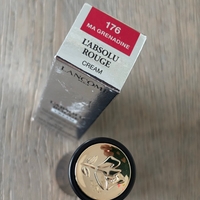 176
MA GRENADINE
L'ABSOLU
ROUGE
CREAM
LANCÔME